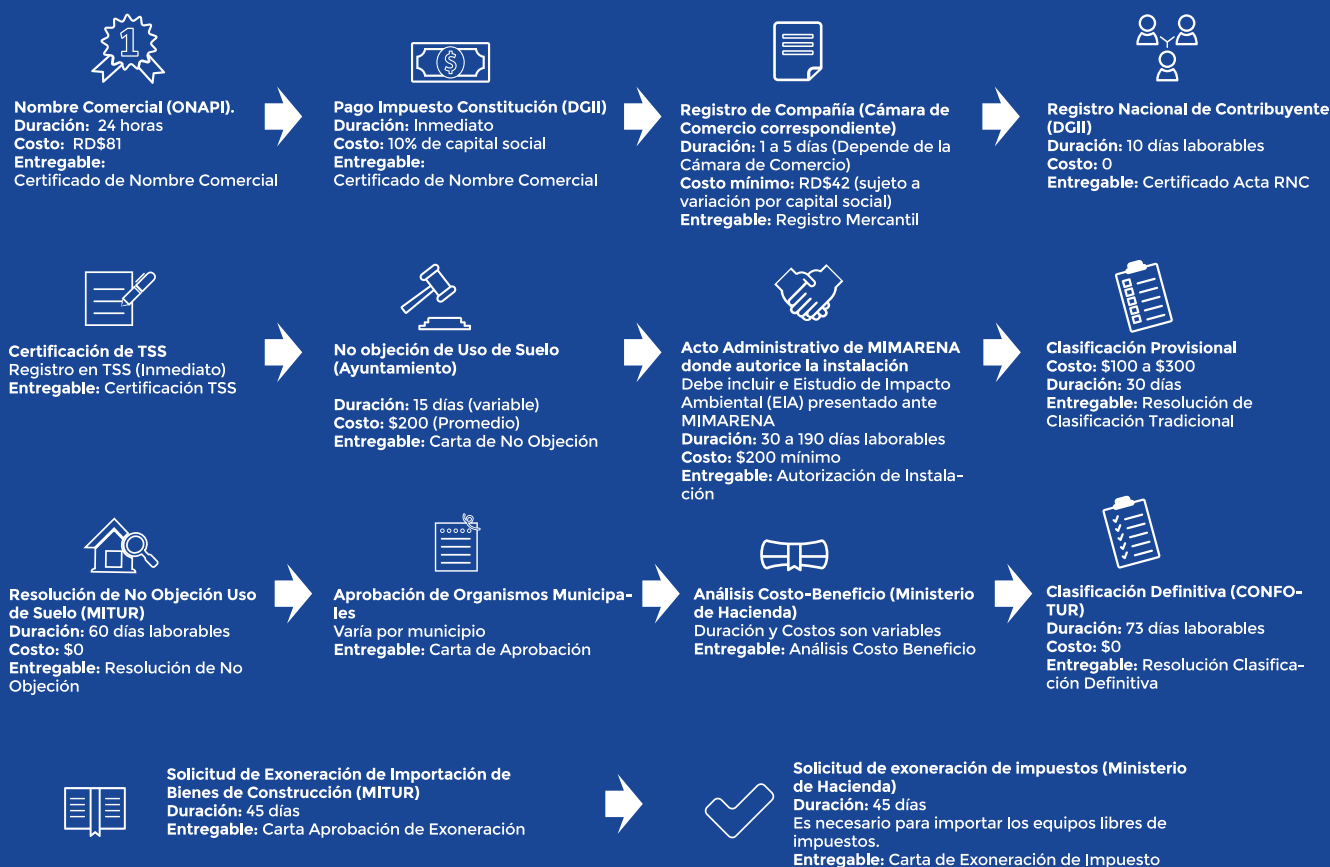 1
Nombre Comercial (ONAPI).
Duración: 24 horas
Costo: RD$81
Entregable:
Certificado de Nombre Comercial
$
Pago Impuesto Constitución (DGII)
Duración: Inmediato
Costo: 10% de capital social
Entregable:
Certificado de Nombre Comercial
Registro de Compañía (Cámara de
Comercio correspondiente)
Duración: 1 a 5 días (Depende de la
Cámara de Comercio)
Costo mínimo: RD$42 (sujeto a
variación por capital social)
Entregable: Registro Mercantil
Registro Nacional de Contribuyente
(DGII)
Duración: 10 días laborables
Costo: 0
Entregable: Certificado Acta RNC
Certificación de TSS
Registro en TSS (Inmediato)
Entregable: Certificación TSS
No objeción de Uso de Suelo
(Ayuntamiento)
Duración: 15 días (variable)
Costo: $200 (Promedio)
Entregable: Carta de No Objeción
Acto Administrativo de MIMARENA
donde autorice la instalación
Debe incluir e Eistudio de Impacto
Ambiental (EIA) presentado ante
MIMARENA
Duración: 30 a 190 días laborables
Costo: $200 mínimo
Entregable: Autorización de Instala-
ción
Clasificación Provisional
Costo: $100 a $300
Duración: 30 días
Entregable: Resolución de
Clasificación Tradicional
Resolución de No Objeción Uso
de Suelo (MITUR)
Duración: 60 días laborables
Costo: $0
Entregable: Resolución de No
Objeción
Aprobación de Organismos Municipa-
les
Varía por municipio
Entregable: Carta de Aprobación
Análisis Costo-Beneficio (Ministerio
de Hacienda)
Duración y Costos son variables
Entregable: Análisis Costo Beneficio
Clasificación Definitiva (CONFO-
TUR)
Duración: 73 días laborables
Costo: $0
Entregable: Resolución Clasifica-
ción Definitiva
Solicitud de Exoneración de Importación de
Bienes de Construcción (MITUR)
Duración: 45 días
Entregable: Carta Aprobación de Exoneración
Solicitud de exoneración de impuestos (Ministerio
de Hacienda)
Duración: 45 días
Es necesario para importar los equipos libres de
impuestos.
Entregable: Carta de Exoneración de Impuesto